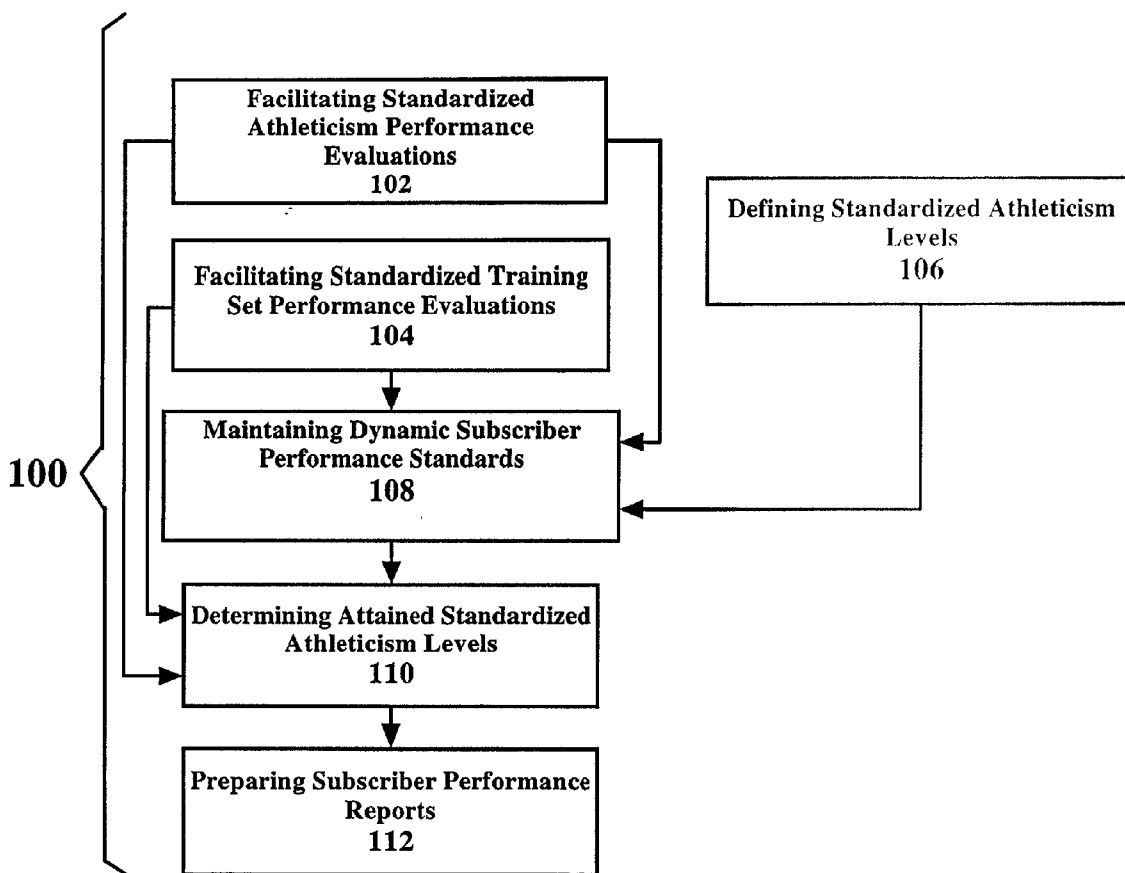 Facilitating Standardized
Athleticism Performance
Evaluations
102
Defining Standardized Athleticism
Levels
106
Facilitating Standardized Training
Set Performance Evaluations
104
Maintaining Dynamic Subscriber
Performance Standards
108
100
Determining Attained Standardized
Athleticism Levels
110
Preparing Subscriber Performance
Reports
112